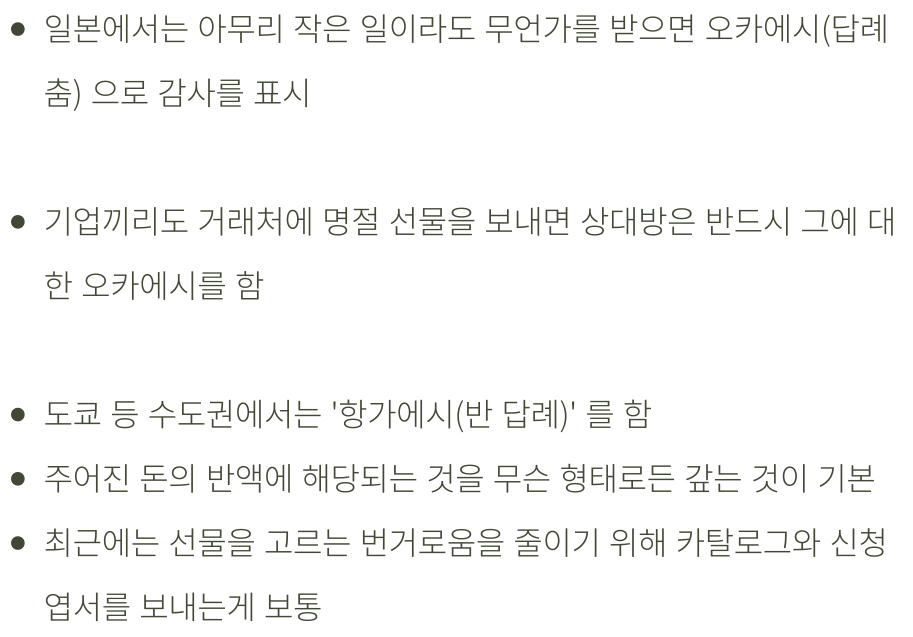 ● 일본에서는 아무리 작은 일이라도 무언가를 받으면 오카에시(답례
춤) 으로 감사를 표시
● 기업끼리도 거래처에 명절 선물을 보내면 상대방은 반드시 그에 대
한 오카에시를 함
● 도쿄 등 수도권에서는 '항가에시(반 답례)' 를 함
● 주어진 돈의 반액에 해당되는 것을 무슨 형태로든 갚는 것이 기본
● 최근에는 선물을 고르는 번거로움을 줄이기 위해 카탈로그와 신청
엽서를 보내는게 보통